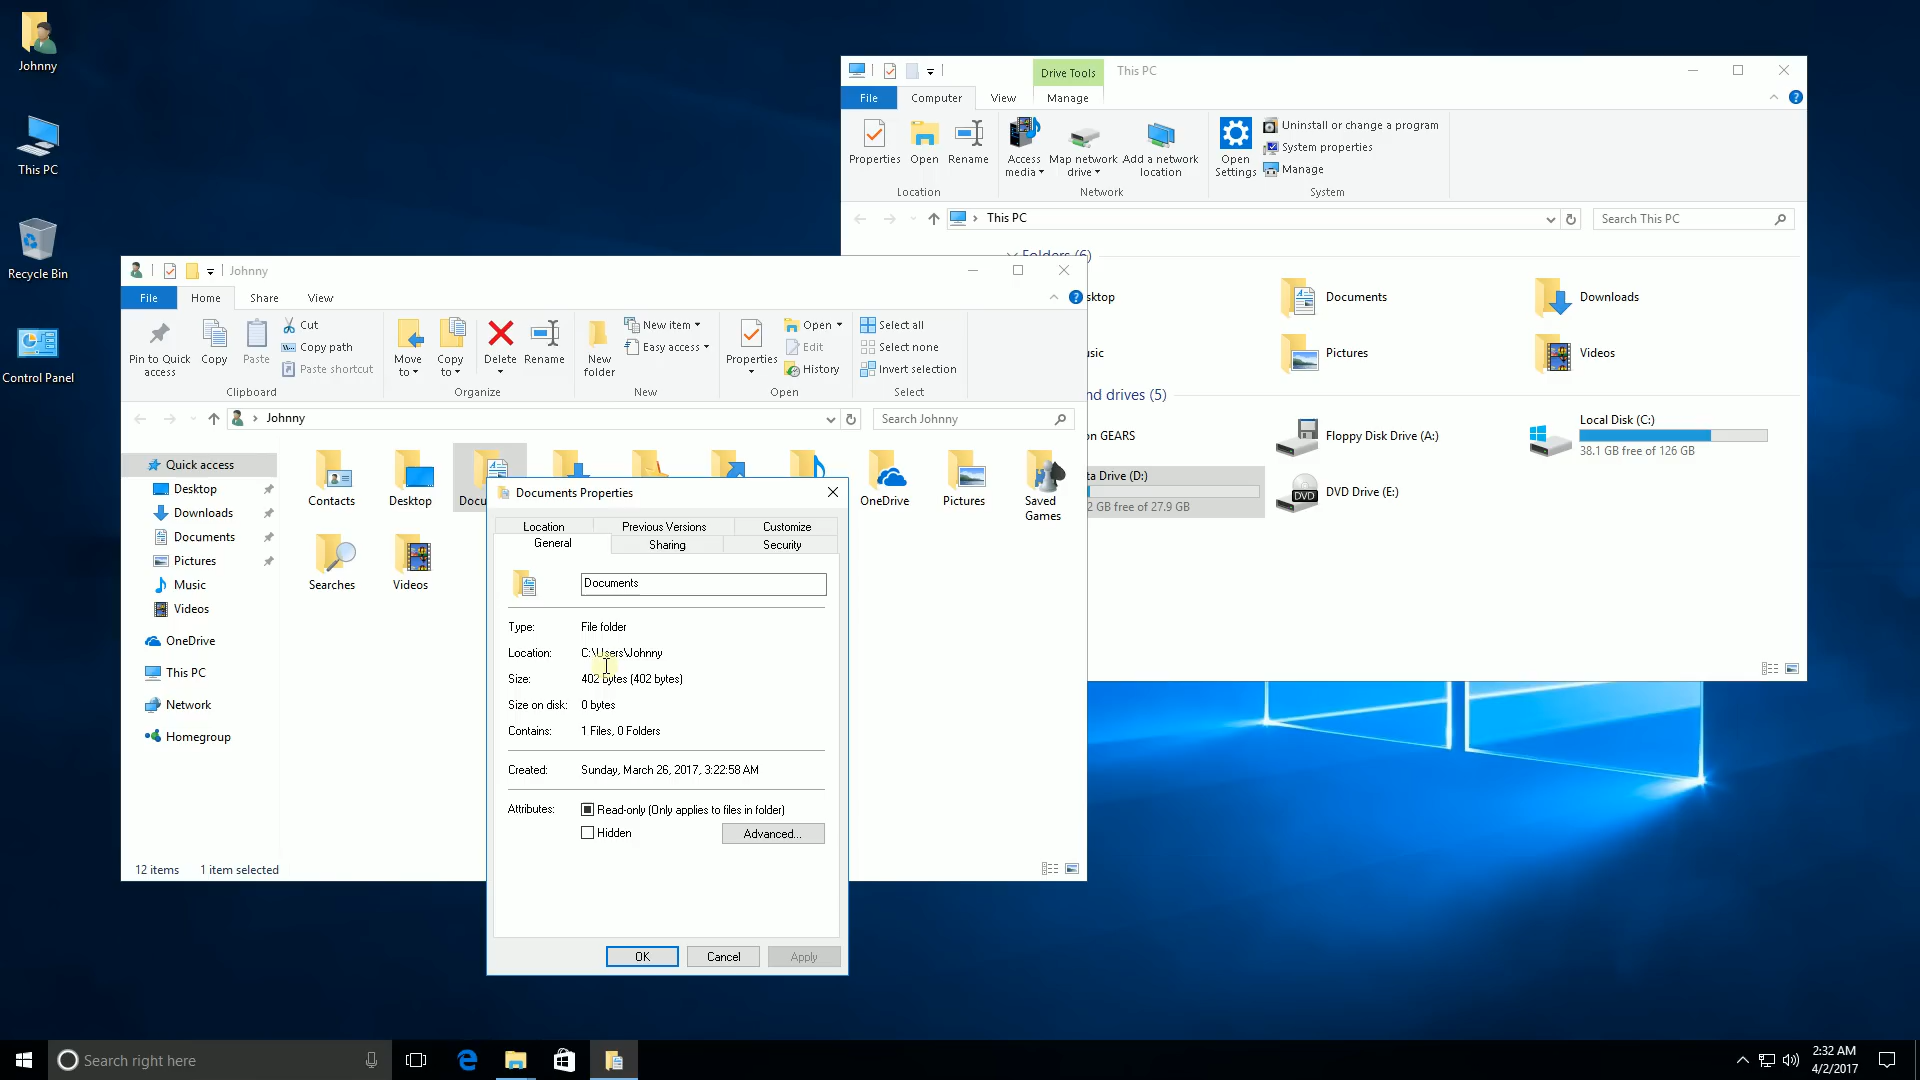 Johnny
This PC
Recycle Bin
Control Panel
Drive Tools
This PC
File
Computer
View
Manage
Properties
Open
Rename
Access media
Map network drive
Add a network location
Open Settings
Uninstall or change a program
System properties
Manage
Location
Network
System
This PC
Search This PC
Folders (6)
sktop
Documents
Downloads
usic
Pictures
Videos
nd drives (5)
on GEARS
Floppy Disk Drive (A:)
Local Disk (C:)
38.1 GB free of 126 GB
ta Drive (D:)
2 GB free of 27.9 GB
DVD
DVD Drive (E:)
Johnny
File
Home
Share
View
Pin to Quick access
Copy
Paste
Cut
Copy path
Paste shortcut
Move to
Copy to
Delete
Rename
New folder
New item
Easy access
Properties
Open
Edit
History
Select all
Select none
Invert selection
Clipboard
Organize
New
Open
Select
Johnny
Search Johnny
Quick access
Desktop
Downloads
Documents
Pictures
Music
Videos
OneDrive
This PC
Network
Homegroup
Contacts
Desktop
Docu
OneDrive
Pictures
Saved Games
Searches
Videos
12 items
1 item selected
Documents Properties
Location
Previous Versions
Customize
General
Sharing
Security
Documents
Type: File folder
Location: C:\Users\Johnny
Size: 402 bytes (402 bytes)
Size on disk: 0 bytes
Contains: 1 Files, 0 Folders
Created: Sunday, March 26, 2017, 3:22:58 AM
Attributes: Read-only (Only applies to files in folder)
Hidden
Advanced...
OK
Cancel
Apply
Search right here
2:32 AM
4/2/2017